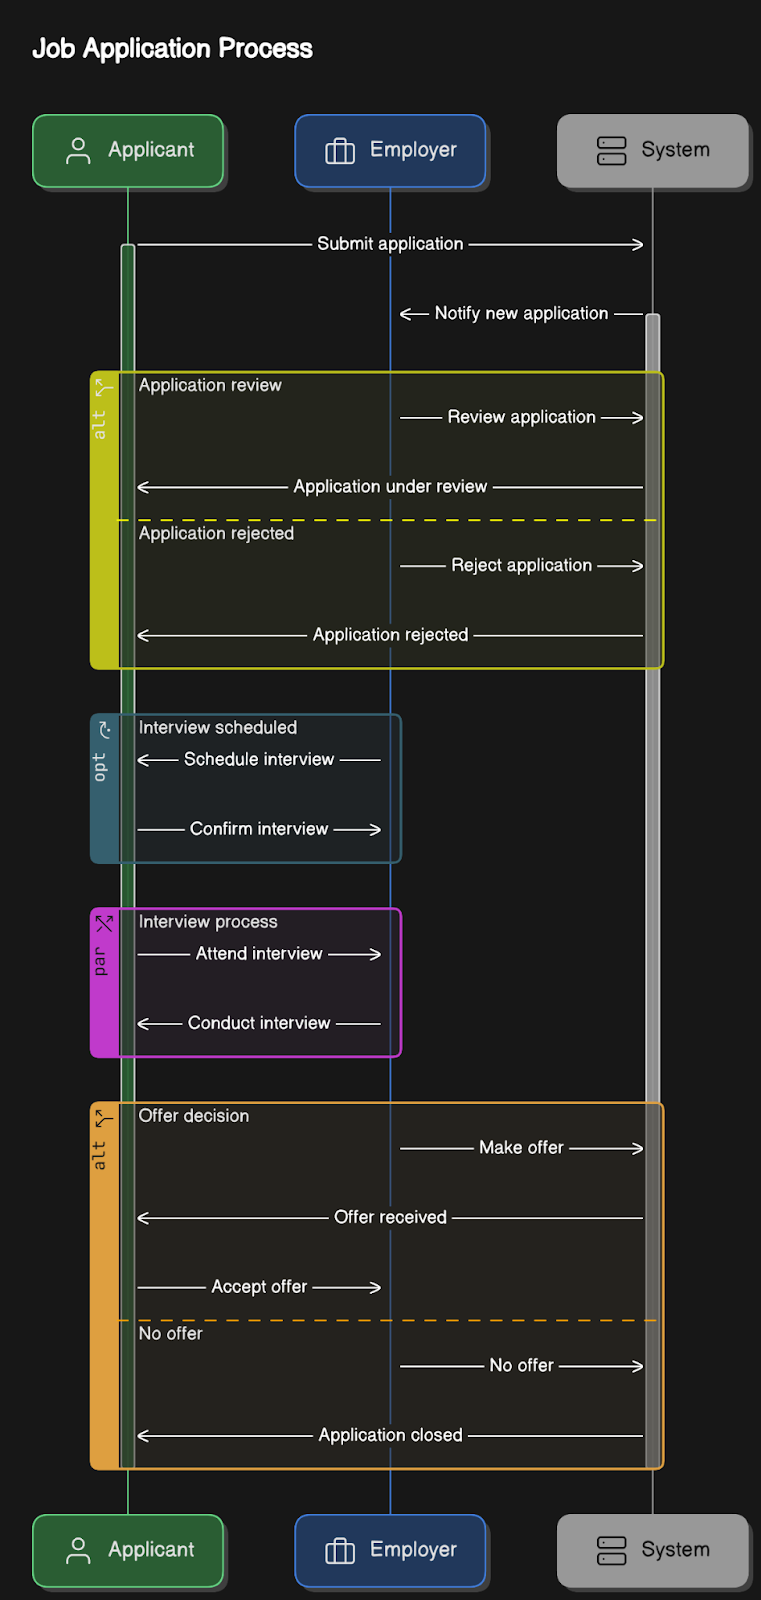 Job Application Process
Applicant
Employer
System
Submit application
Notify new application
alt
Application review
Review application
Application under review
Application rejected
Reject application
Application rejected
opt
Interview scheduled
Schedule interview
Confirm interview
par
Interview process
Attend interview
Conduct interview
alt
Offer decision
Make offer
Offer received
Accept offer
No offer
No offer
Application closed
Applicant
Employer
System